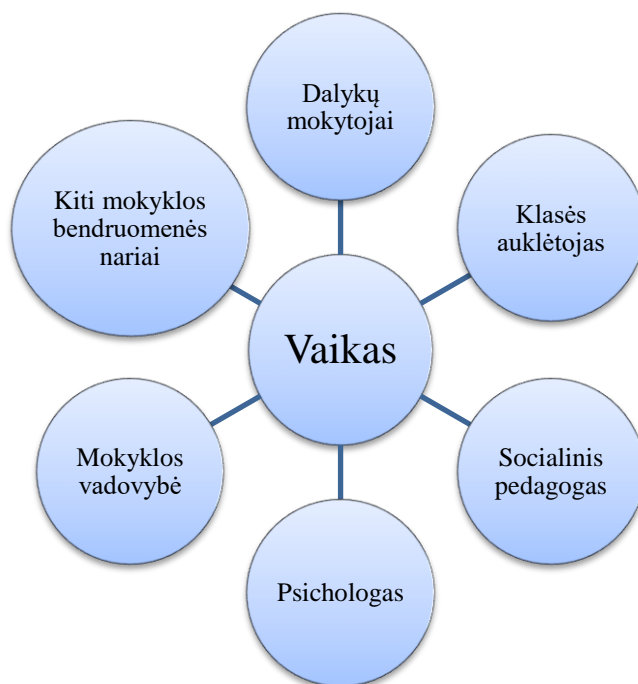 Dalykų
mokytojai
Kiti mokyklos
bendruomenės
nariai
Klasės
auklėtojas
Vaikas
Mokyklos
vadovybė
Socialinis
pedagogas
Psichologas